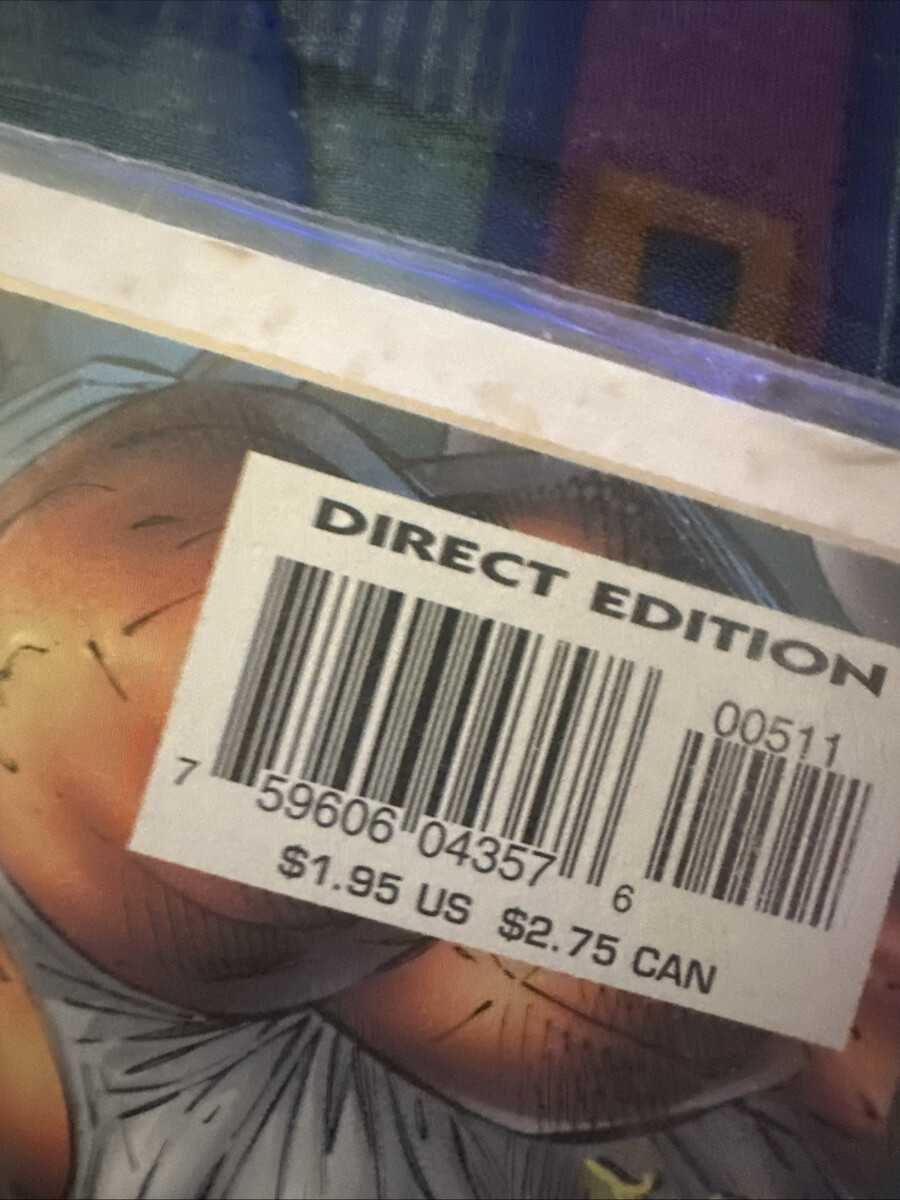 DIRECT EDITION
00511
7 59606 04357 6
$1.95 US $2.75 CAN